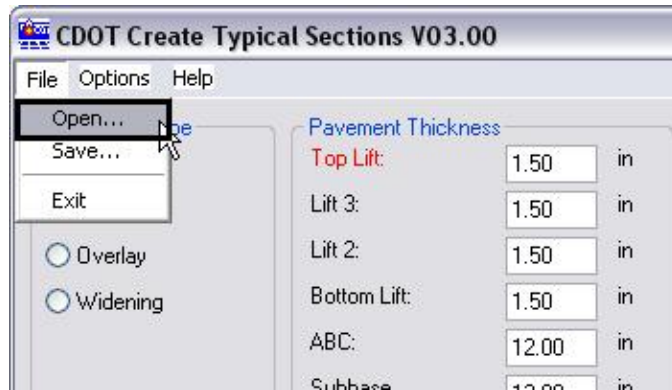 CDOT Create Typical Sections V03.00
File Options Help
Open...
Save...
Exit
Overlay
Widening
Pavement Thickness
Top Lift: 1.50 in
Lift 3: 1.50 in
Lift 2: 1.50 in
Bottom Lift: 1.50 in
ABC: 12.00 in
Subbase in